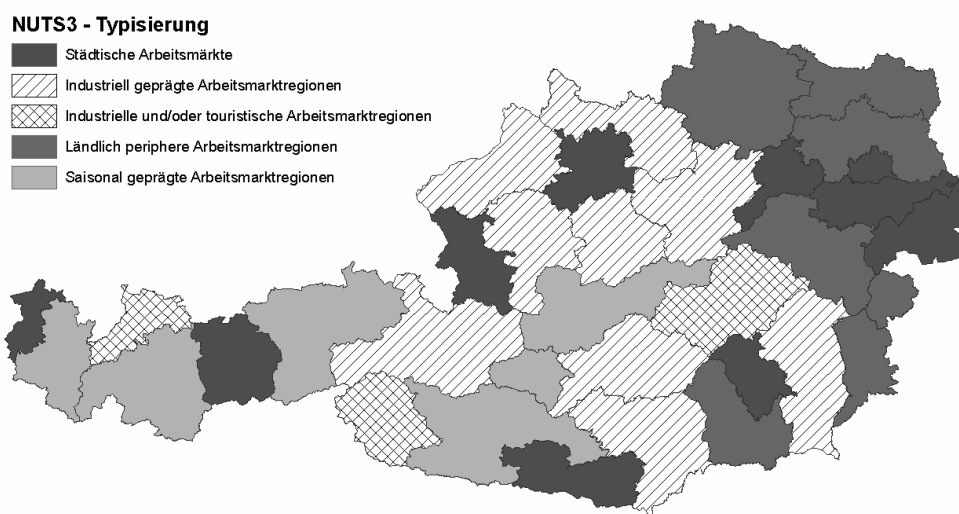 NUTS3 - Typisierung
Städtische Arbeitsmärkte
Industriell geprägte Arbeitsmarktregionen
Industrielle und/oder touristische Arbeitsmarktregionen
Ländlich periphere Arbeitsmarktregionen
Saisonal geprägte Arbeitsmarktregionen